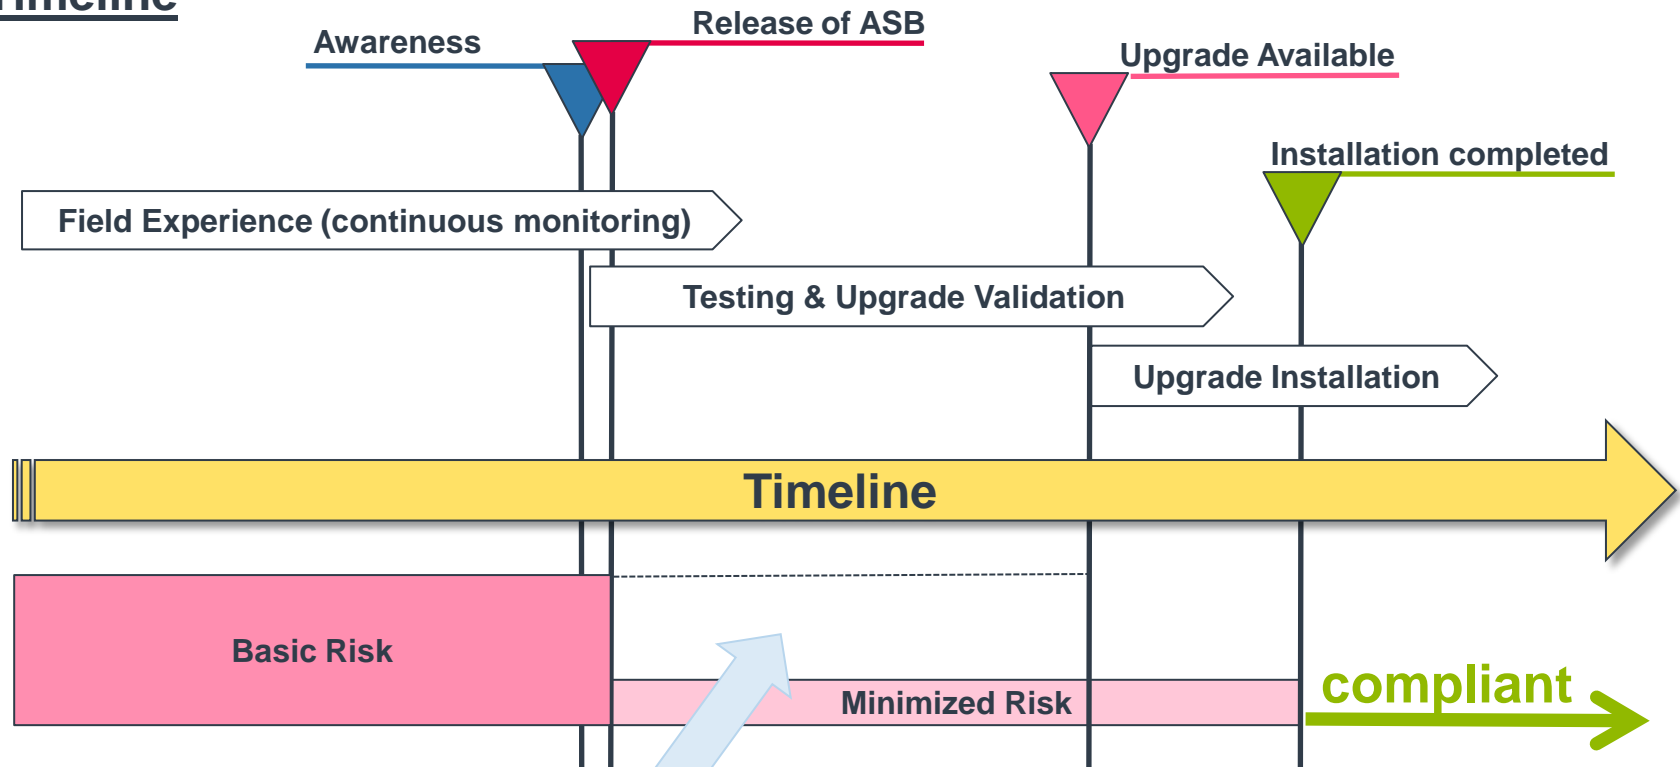 Timeline
Release of ASB
Awareness
Upgrade Available
Installation completed
Field Experience (continuous monitoring)
Testing & Upgrade Validation
Upgrade Installation
Timeline
Basic Risk
Minimized Risk
compliant